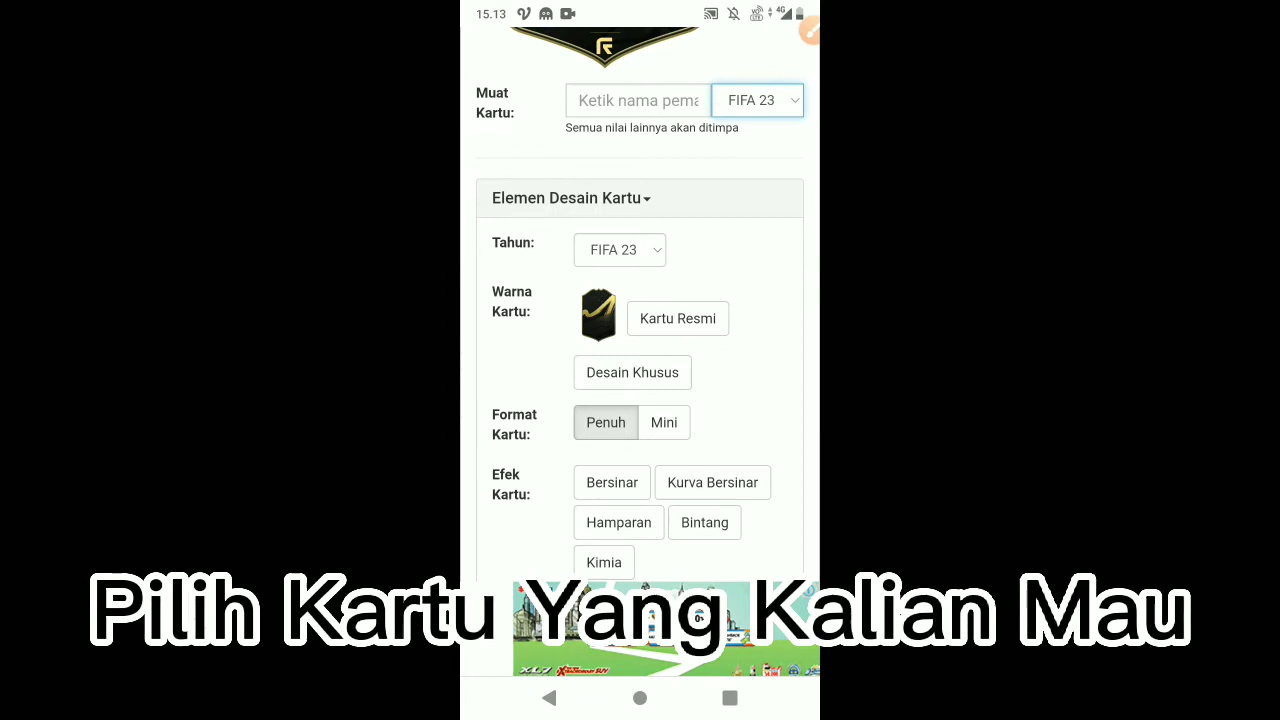 15.13
4G
Muat
Kartu:
Ketik nama pema
FIFA 23
Semua nilai lainnya akan ditimpa
Elemen Desain Kartu
Tahun:
FIFA 23
Warna
Kartu:
Kartu Resmi
Desain Khusus
Format
Kartu:
Penuh
Mini
Efek
Kartu:
Bersinar
Kurva Bersinar
Hamparan
Bintang
Kimia
Pilih Kartu Yang Kalian Mau
XL7